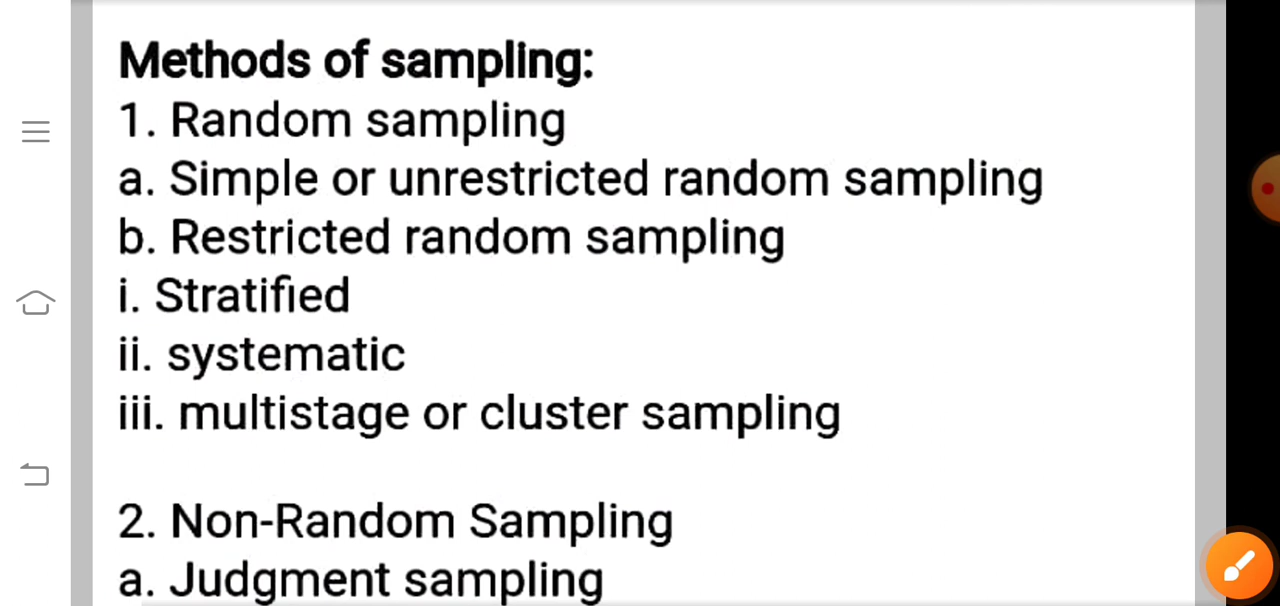 Methods of sampling:
1. Random sampling
a. Simple or unrestricted random sampling
b. Restricted random sampling
i. Stratified
ii. systematic
iii. multistage or cluster sampling
2. Non-Random Sampling
a. Judgment sampling